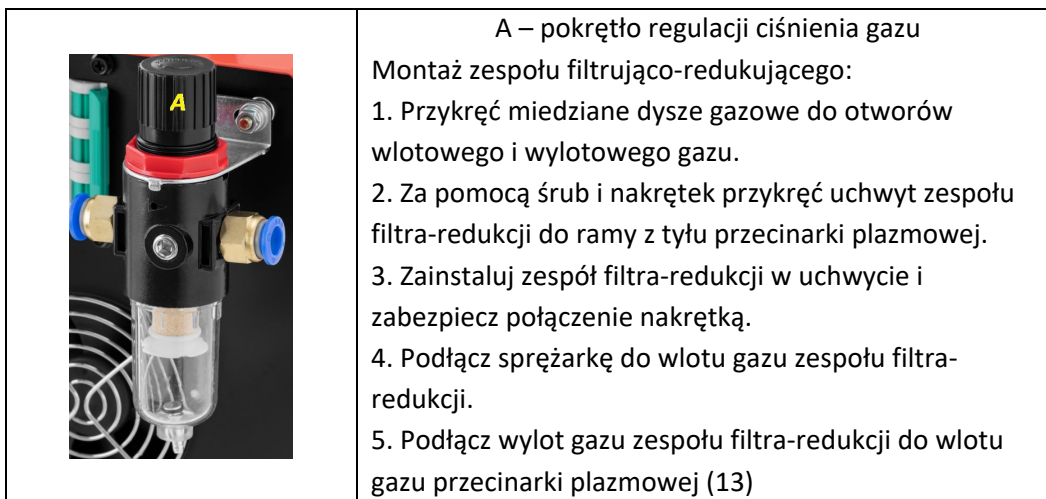 A
A – pokrętło regulacji ciśnienia gazu
Montaż zespołu filtrująco-redukującego:
1. Przykręć miedziane dysze gazowe do otworów
wlotowego i wylotowego gazu.
2. Za pomocą śrub i nakrętek przykręć uchwyt zespołu
filtra-redukcji do ramy z tyłu przecinarki plazmowej.
3. Zainstaluj zespół filtra-redukcji w uchwycie i
zabezpiecz połączenie nakrętką.
4. Podłącz sprężarkę do wlotu gazu zespołu filtra-
redukcji.
5. Podłącz wylot gazu zespołu filtra-redukcji do wlotu
gazu przecinarki plazmowej (13)